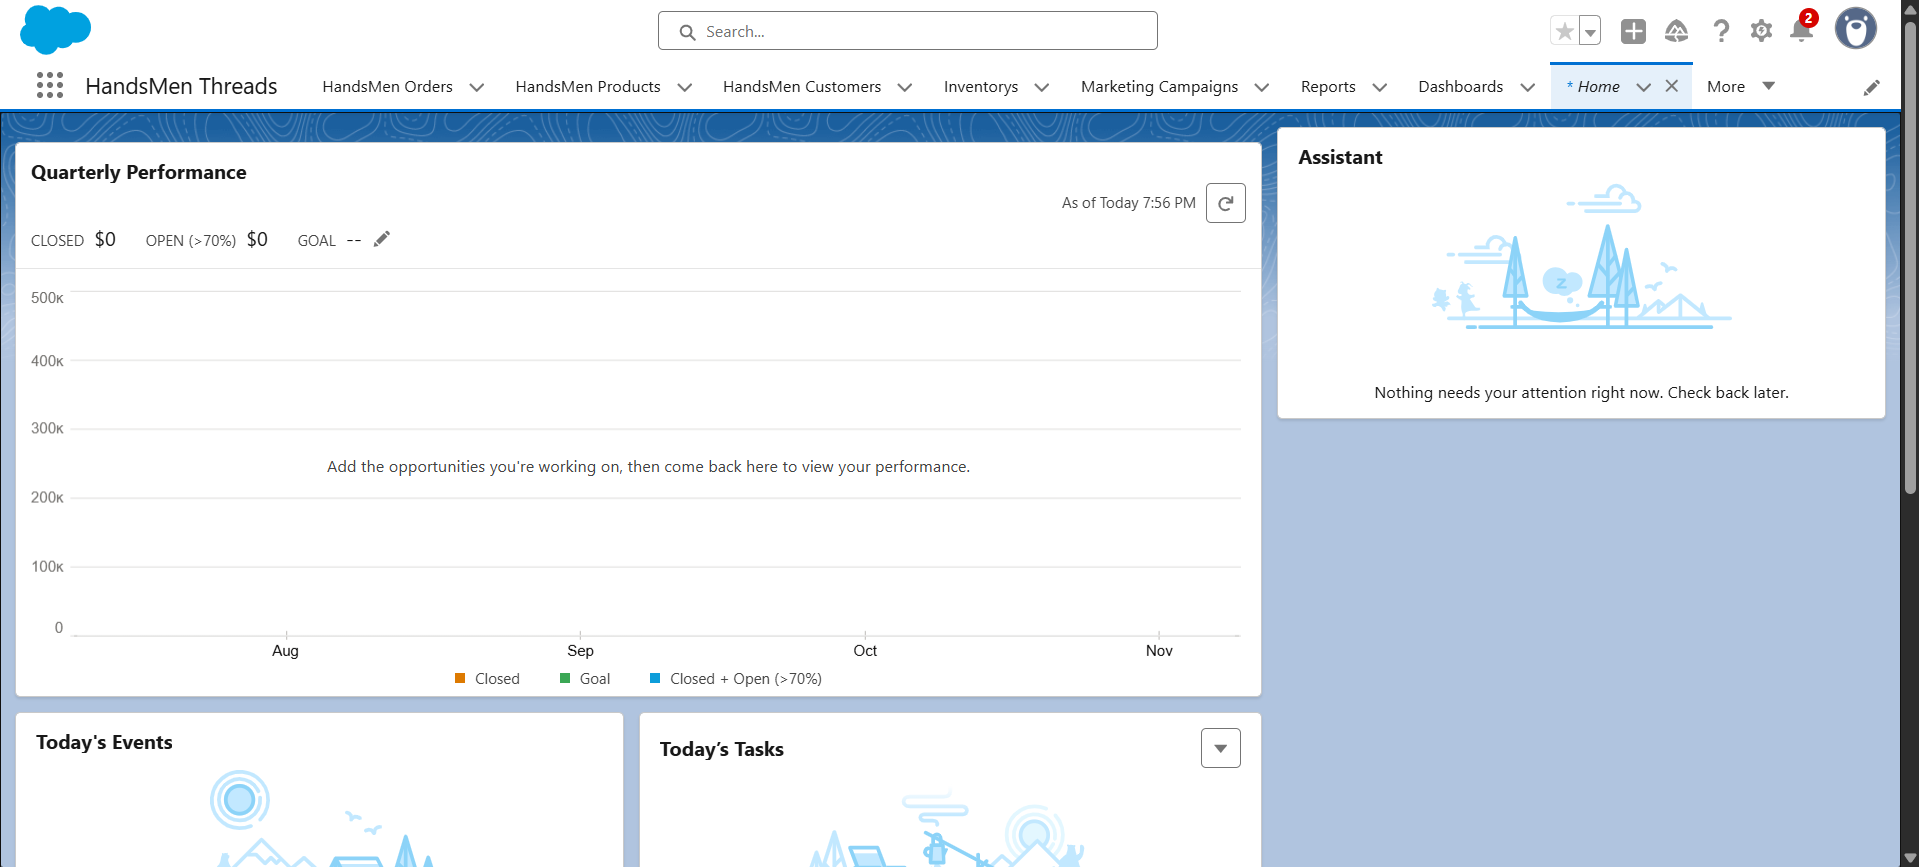 Search...
2
HandsMen Threads
HandsMen Orders
HandsMen Products
HandsMen Customers
Inventorys
Marketing Campaigns
Reports
Dashboards
* Home
More
Quarterly Performance
As of Today 7:56 PM
CLOSED $0 OPEN (>70%) $0 GOAL --
500K
400K
300K
200K
100K
0
Add the opportunities you're working on, then come back here to view your performance.
Aug Sep Oct Nov
Closed Goal Closed + Open (>70%)
Assistant
z
Nothing needs your attention right now. Check back later.
Today's Events
Today’s Tasks